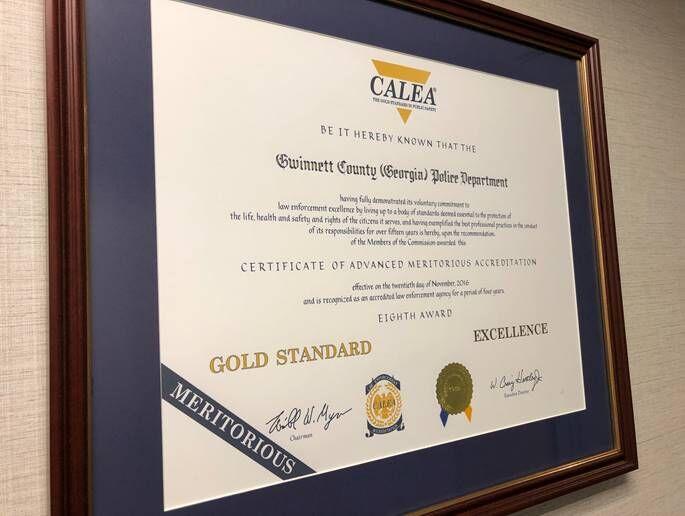 CALEA®
THE GOLD STANDARD IN PUBLIC SAFETY
BE IT HEREBY KNOWN THAT THE
Gwinnett County (Georgia) Police Department
having fully demonstrated its voluntary commitment to
law enforcement excellence by living up to a body of standards deemed essential to the protection of
the life, health and safety and rights of the citizens it serves, and having exemplified the best professional practices in the conduct
of its responsibilities for over fifteen years is hereby, upon the recommendation,
of the Members of the Commission awarded this
CERTIFICATE OF ADVANCED MERITORIOUS ACCREDITATION
effective on the twentieth day of November, 2016
and is recognized as an accredited law enforcement agency for a period of four years.
EIGHTH AWARD
GOLD STANDARD
EXCELLENCE
MERITORIOUS
Chairman
CALEA
W. Craig
Executive Director